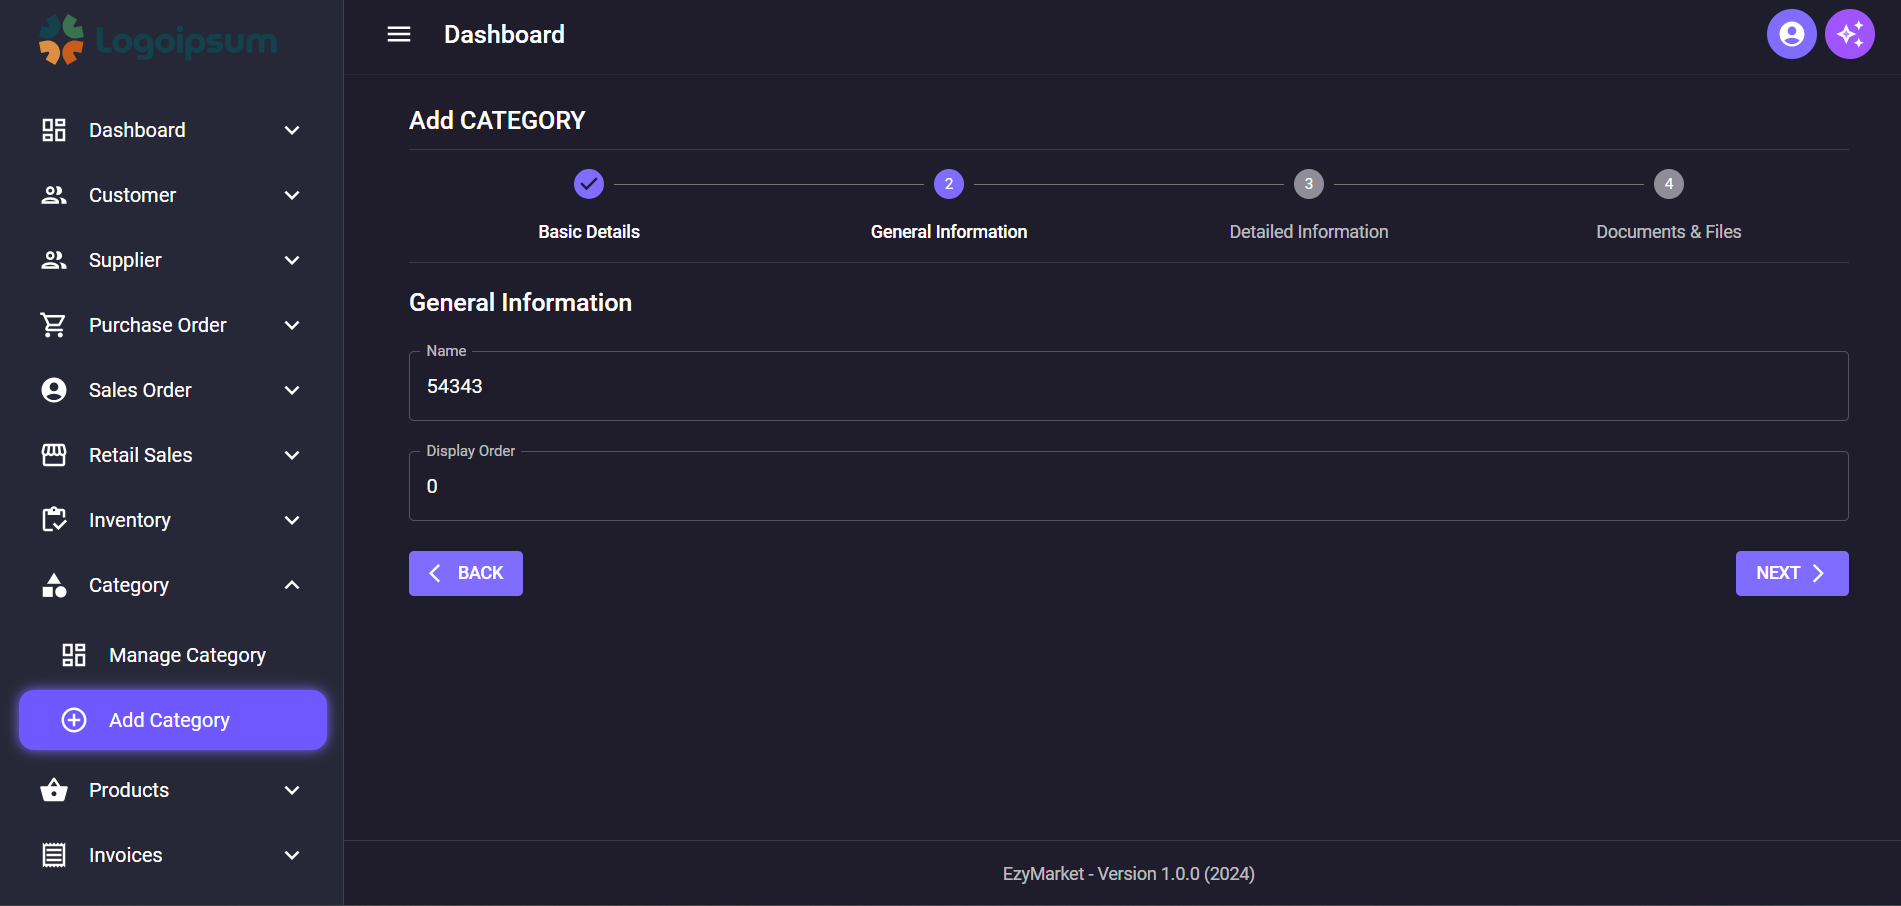 Logoipsum
Dashboard
Dashboard
Customer
Supplier
Purchase Order
Sales Order
Retail Sales
Inventory
Category
Manage Category
Add Category
Products
Invoices
Add CATEGORY
2
3
4
Basic Details
General Information
Detailed Information
Documents & Files
General Information
Name
54343
Display Order
0
BACK
NEXT
EzyMarket - Version 1.0.0 (2024)